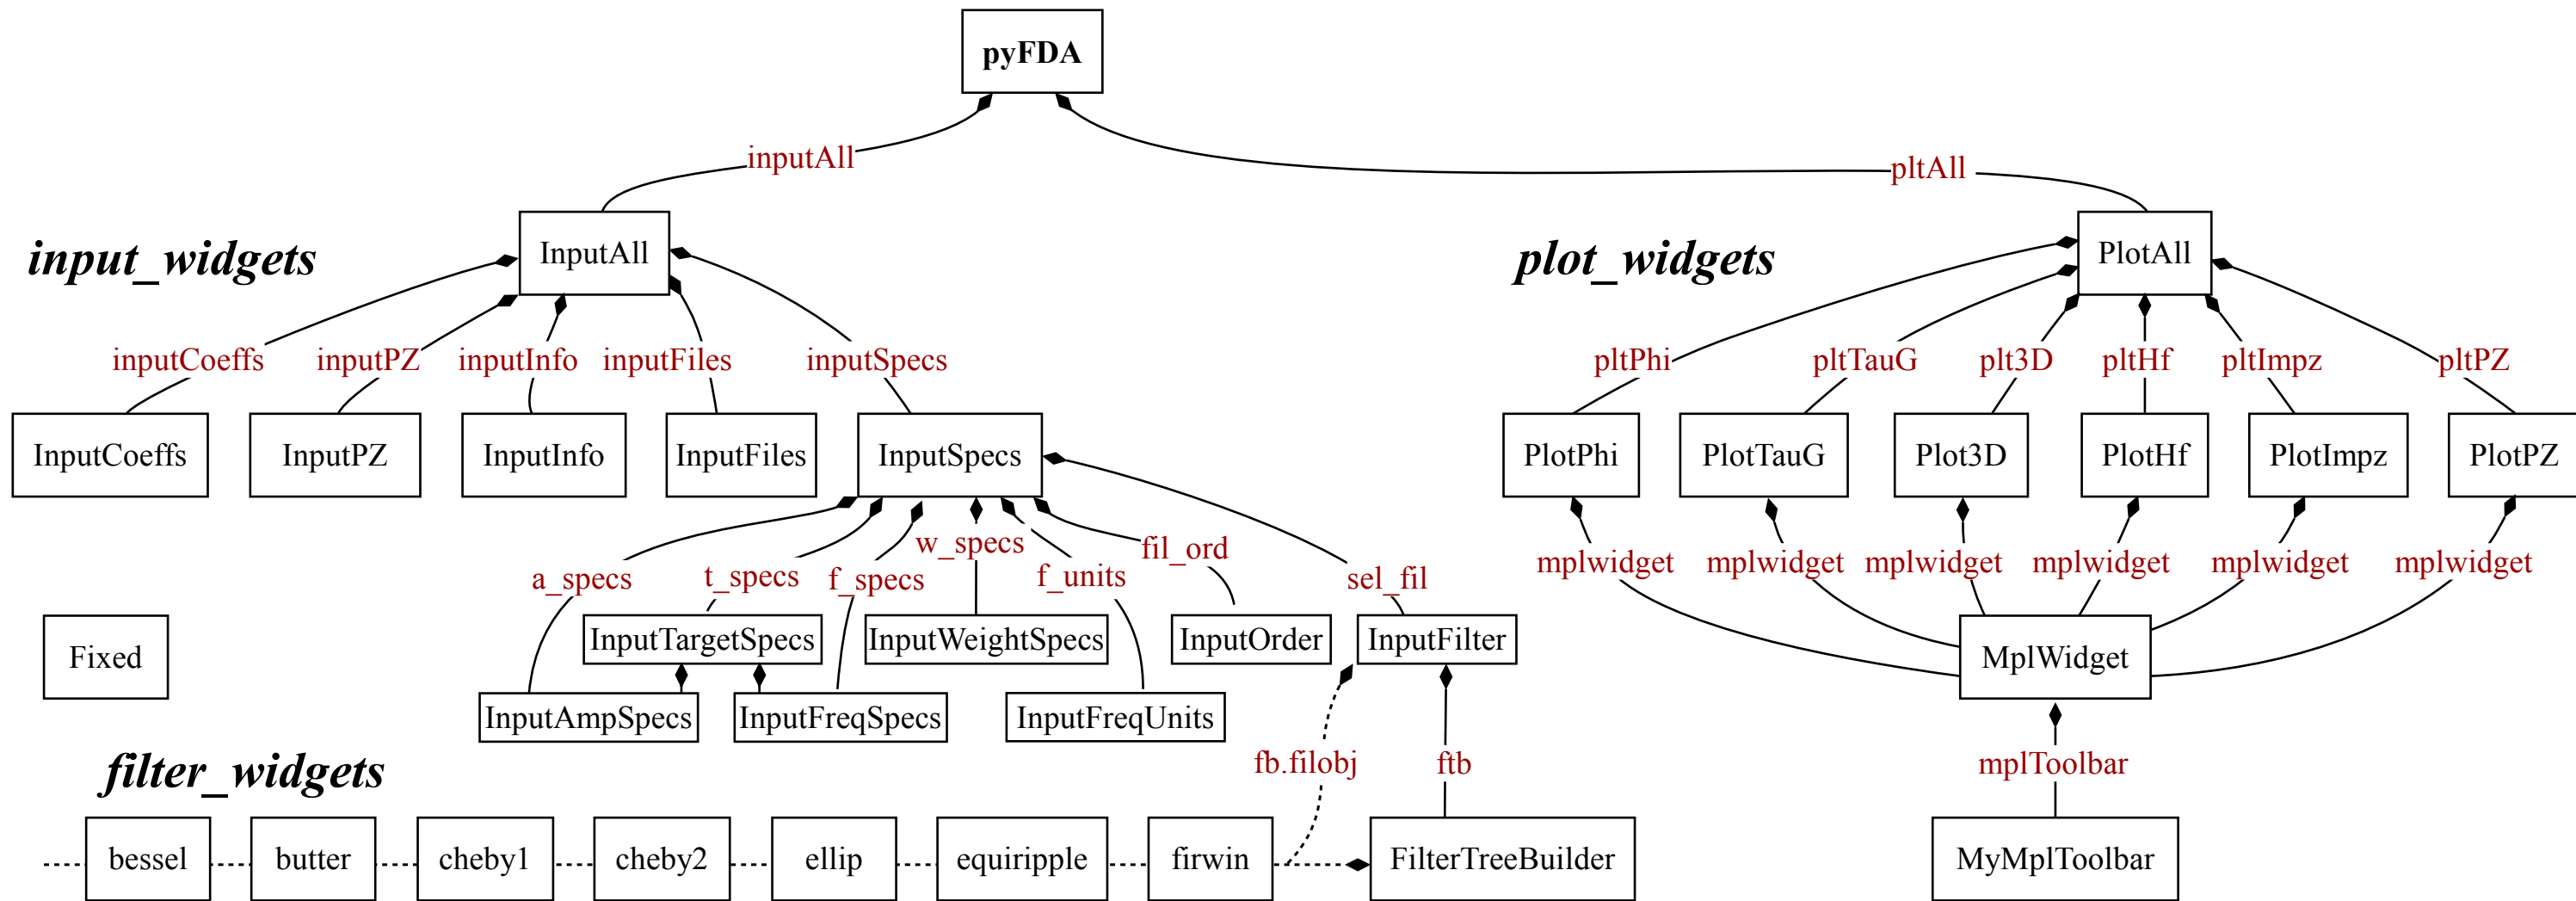 pyFDA
inputAll
pltAll
input_widgets
InputAll
plot_widgets
PlotAll
inputCoeffs inputPZ inputInfo inputFiles inputSpecs
pltPhi pltTauG plt3D pltHf pltImpz pltPZ
InputCoeffs InputPZ InputInfo InputFiles InputSpecs
PlotPhi PlotTauG Plot3D PlotHf PlotImpz PlotPZ
a_specs t_specs f_specs w_specs f_units fil_ord sel_fil
mplwidget mplwidget mplwidget mplwidget mplwidget mplwidget
Fixed
InputTargetSpecs InputWeightSpecs InputOrder InputFilter
MplWidget
InputAmpSpecs InputFreqSpecs InputFreqUnits
filter_widgets
fb.filobj ftb
mplToolbar
bessel butter cheby1 cheby2 ellip equiripple firwin FilterTreeBuilder
MyMplToolbar